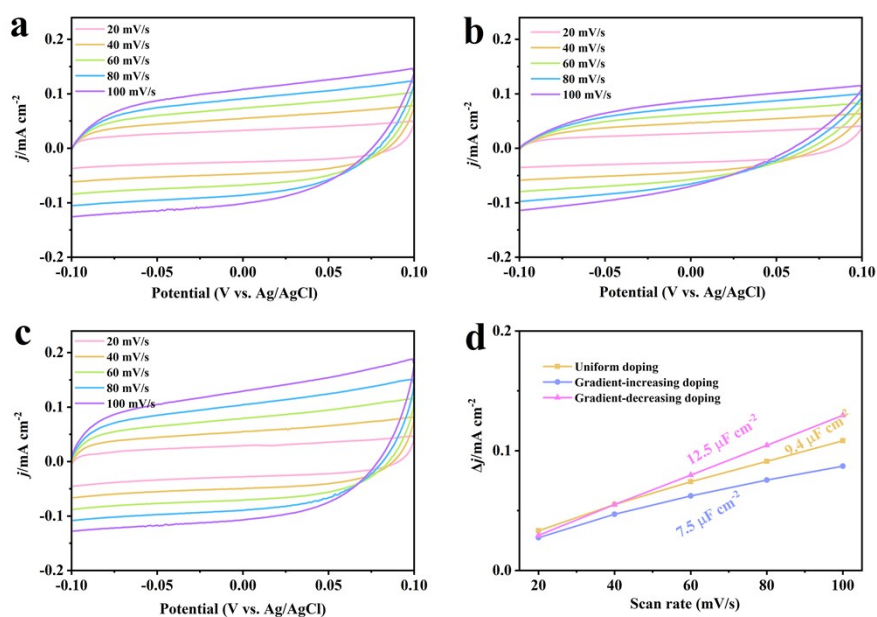 a
20 mV/s
40 mV/s
60 mV/s
80 mV/s
100 mV/s
j/mA cm⁻²
0.2
0.1
0.0
-0.1
-0.2
-0.10
-0.05
0.00
0.05
0.10
Potential (V vs. Ag/AgCl)
b
20 mV/s
40 mV/s
60 mV/s
80 mV/s
100 mV/s
j/mA cm⁻²
0.2
0.1
0.0
-0.1
-0.2
-0.10
-0.05
0.00
0.05
0.10
Potential (V vs. Ag/AgCl)
c
20 mV/s
40 mV/s
60 mV/s
80 mV/s
100 mV/s
j/mA cm⁻²
0.2
0.1
0.0
-0.1
-0.2
-0.10
-0.05
0.00
0.05
0.10
Potential (V vs. Ag/AgCl)
d
Uniform doping
Gradient-increasing doping
Gradient-decreasing doping
12.5 μF cm⁻²
9.4 μF cm⁻²
7.5 μF cm⁻²
Δj/mA cm⁻²
0.2
0.1
0.0
20
40
60
80
100
Scan rate (mV/s)